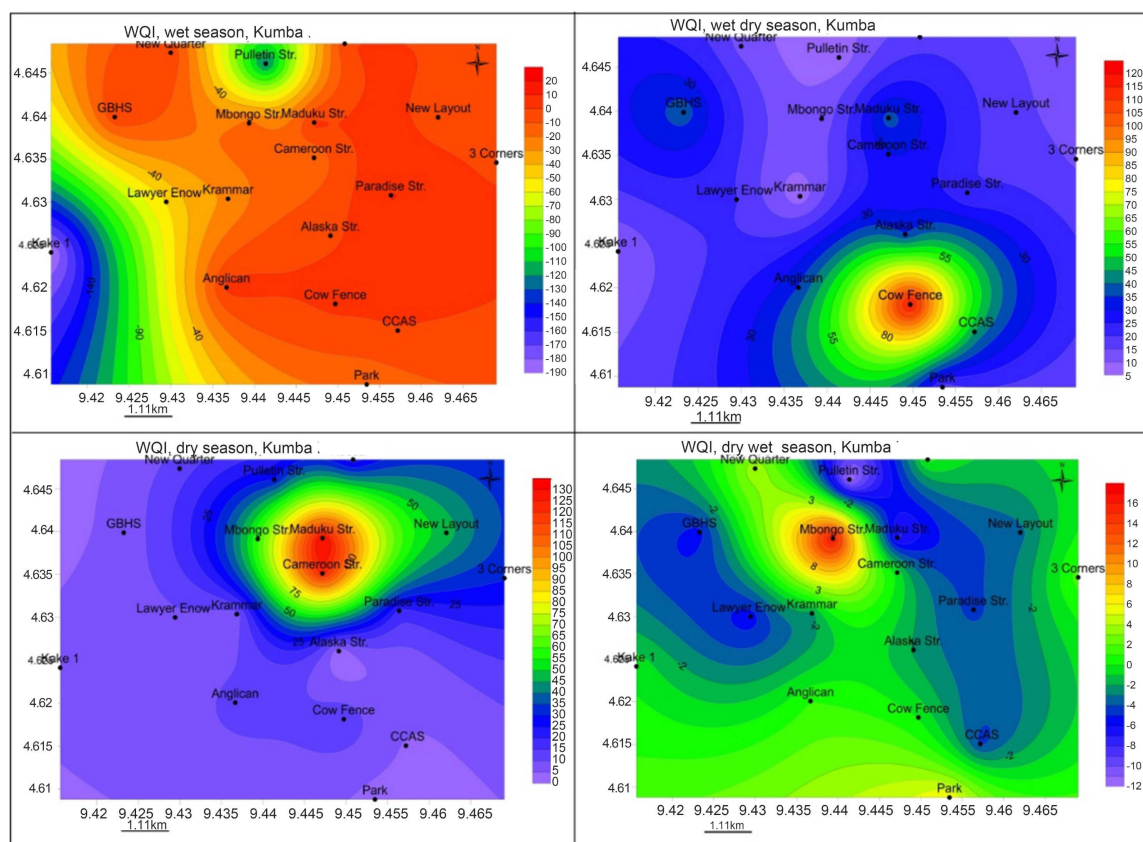 WQI, wet season, Kumba .
New Quarter
Pulletin Str.
4.645
-40
GBHS
4.64
Mbongo Str.
Maduku Str.
New Layout
4.635
Cameroon Str.
3 Corners
-40
Lawyer Enow
Krammar
Paradise Str.
4.63
Alaska Str.
Kake 1
4.625
Anglican
4.62
-140
Cow Fence
4.615
-90
-40
CCAS
4.61
Park
9.42 9.425 9.43 9.435 9.44 9.445 9.45 9.455 9.46 9.465
1.11km
20
10
0
-10
-20
-30
-40
-50
-60
-70
-80
-90
-100
-110
-120
-130
-140
-150
-160
-170
-180
-190
WQI, wet dry season, Kumba
New Quarter
Pulletin Str.
4.645
30
GBHS
4.64
Mbongo Str.
Maduku Str.
New Layout
4.635
Cameroon Str.
3 Corners
Lawyer Enow
Krammar
Paradise Str.
4.63
30
Alaska Str.
4.625
Kake 1
55
30
Anglican
4.62
Cow Fence
4.615
30
55
80
CCAS
4.61
Park
9.42 9.425 9.43 9.435 9.44 9.445 9.45 9.455 9.46 9.465
1.11km
120
115
110
105
100
95
90
85
80
75
70
65
60
55
50
45
40
35
30
25
20
15
10
5
WQI, dry season, Kumba
New Quarter
Pulletin Str.
4.645
25
50
GBHS
4.64
Mbongo Str.
Maduku Str.
New Layout
4.635
Cameroon Str.
3 Corners
75
Lawyer Enow
Krammar
50
Paradise Str.
25
4.63
25
Alaska Str.
Kake 1
4.625
Anglican
4.62
Cow Fence
4.615
CCAS
4.61
Park
9.42 9.425 9.43 9.435 9.44 9.445 9.45 9.455 9.46 9.465
1.11km
130
125
120
115
110
105
100
95
90
85
80
75
70
65
60
55
50
45
40
35
30
25
20
15
10
5
0
WQI, dry wet season, Kumba
New Quarter
Pulletin Str.
4.645
-2
3
-2
-2
GBHS
4.64
Mbongo Str.
Maduku Str.
New Layout
4.635
8
Cameroon Str.
3 Corners
3
Lawyer Enow
Krammar
Paradise Str.
-2
4.63
-2
Alaska Str.
Kake 1
4.625
-2
Anglican
4.62
Cow Fence
4.615
CCAS
-2
4.61
Park
9.42 9.425 9.43 9.435 9.44 9.445 9.45 9.455 9.46 9.465
1.11km
16
14
12
10
8
6
4
2
0
-2
-4
-6
-8
-10
-12